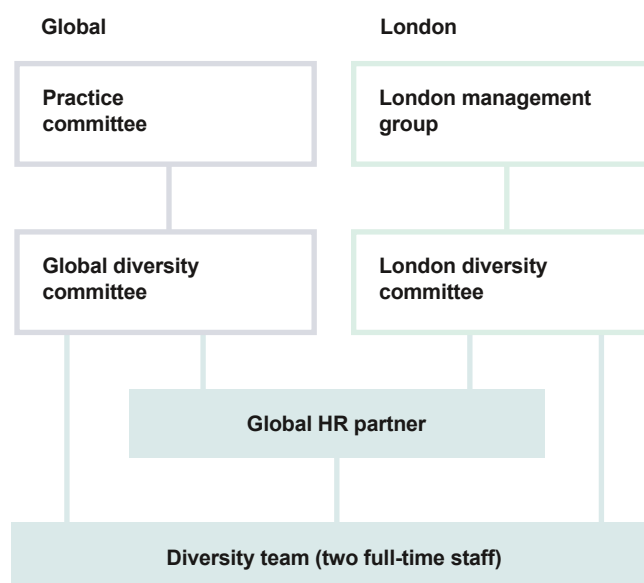 Global
London
Practice
committee
London management
group
Global diversity
committee
London diversity
committee
Global HR partner
Diversity team (two full-time staff)